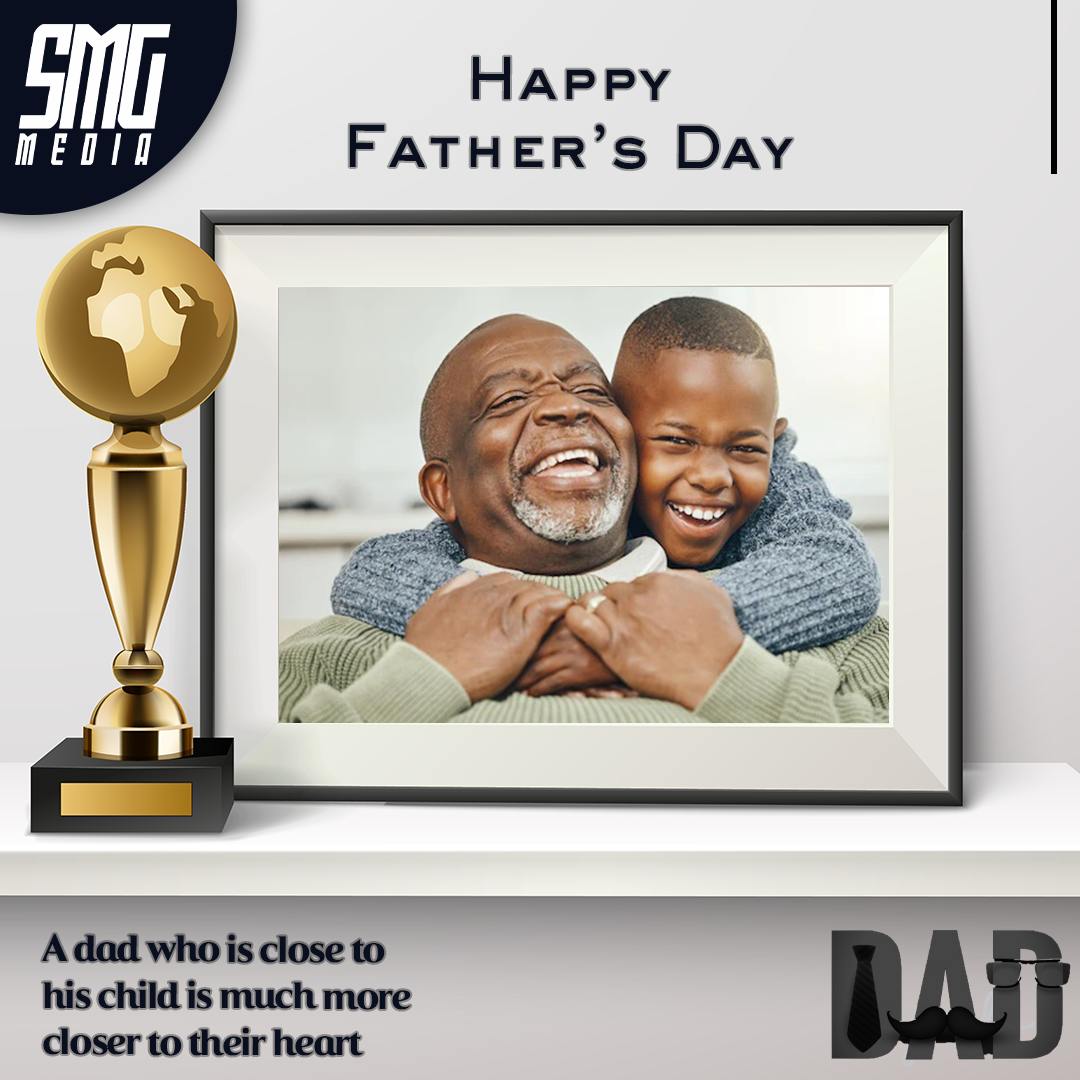 SMG
MEDIA
HAPPY
FATHER'S DAY
A dad who is close to
his child is much more
closer to their heart
DAD